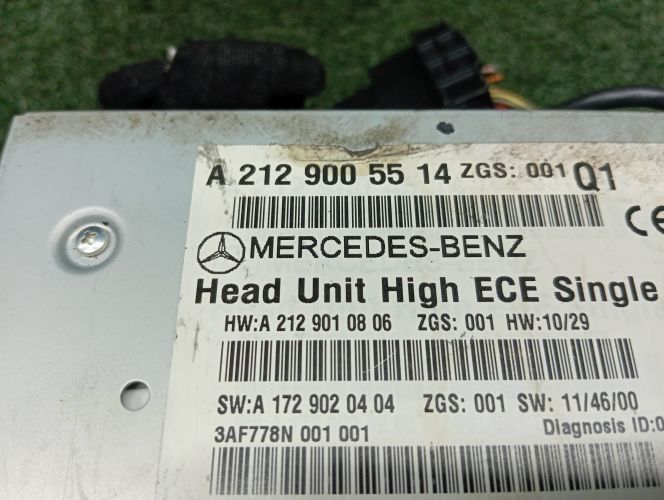 A 212 900 55 14 ZGS: 001 Q1
CE
MERCEDES-BENZ
Head Unit High ECE Single
HW:A 212 901 08 06 ZGS: 001 HW:10/29
SW:A 172 902 04 04 ZGS: 001 SW: 11/46/00
3AF778N 001 001 Diagnosis ID:0